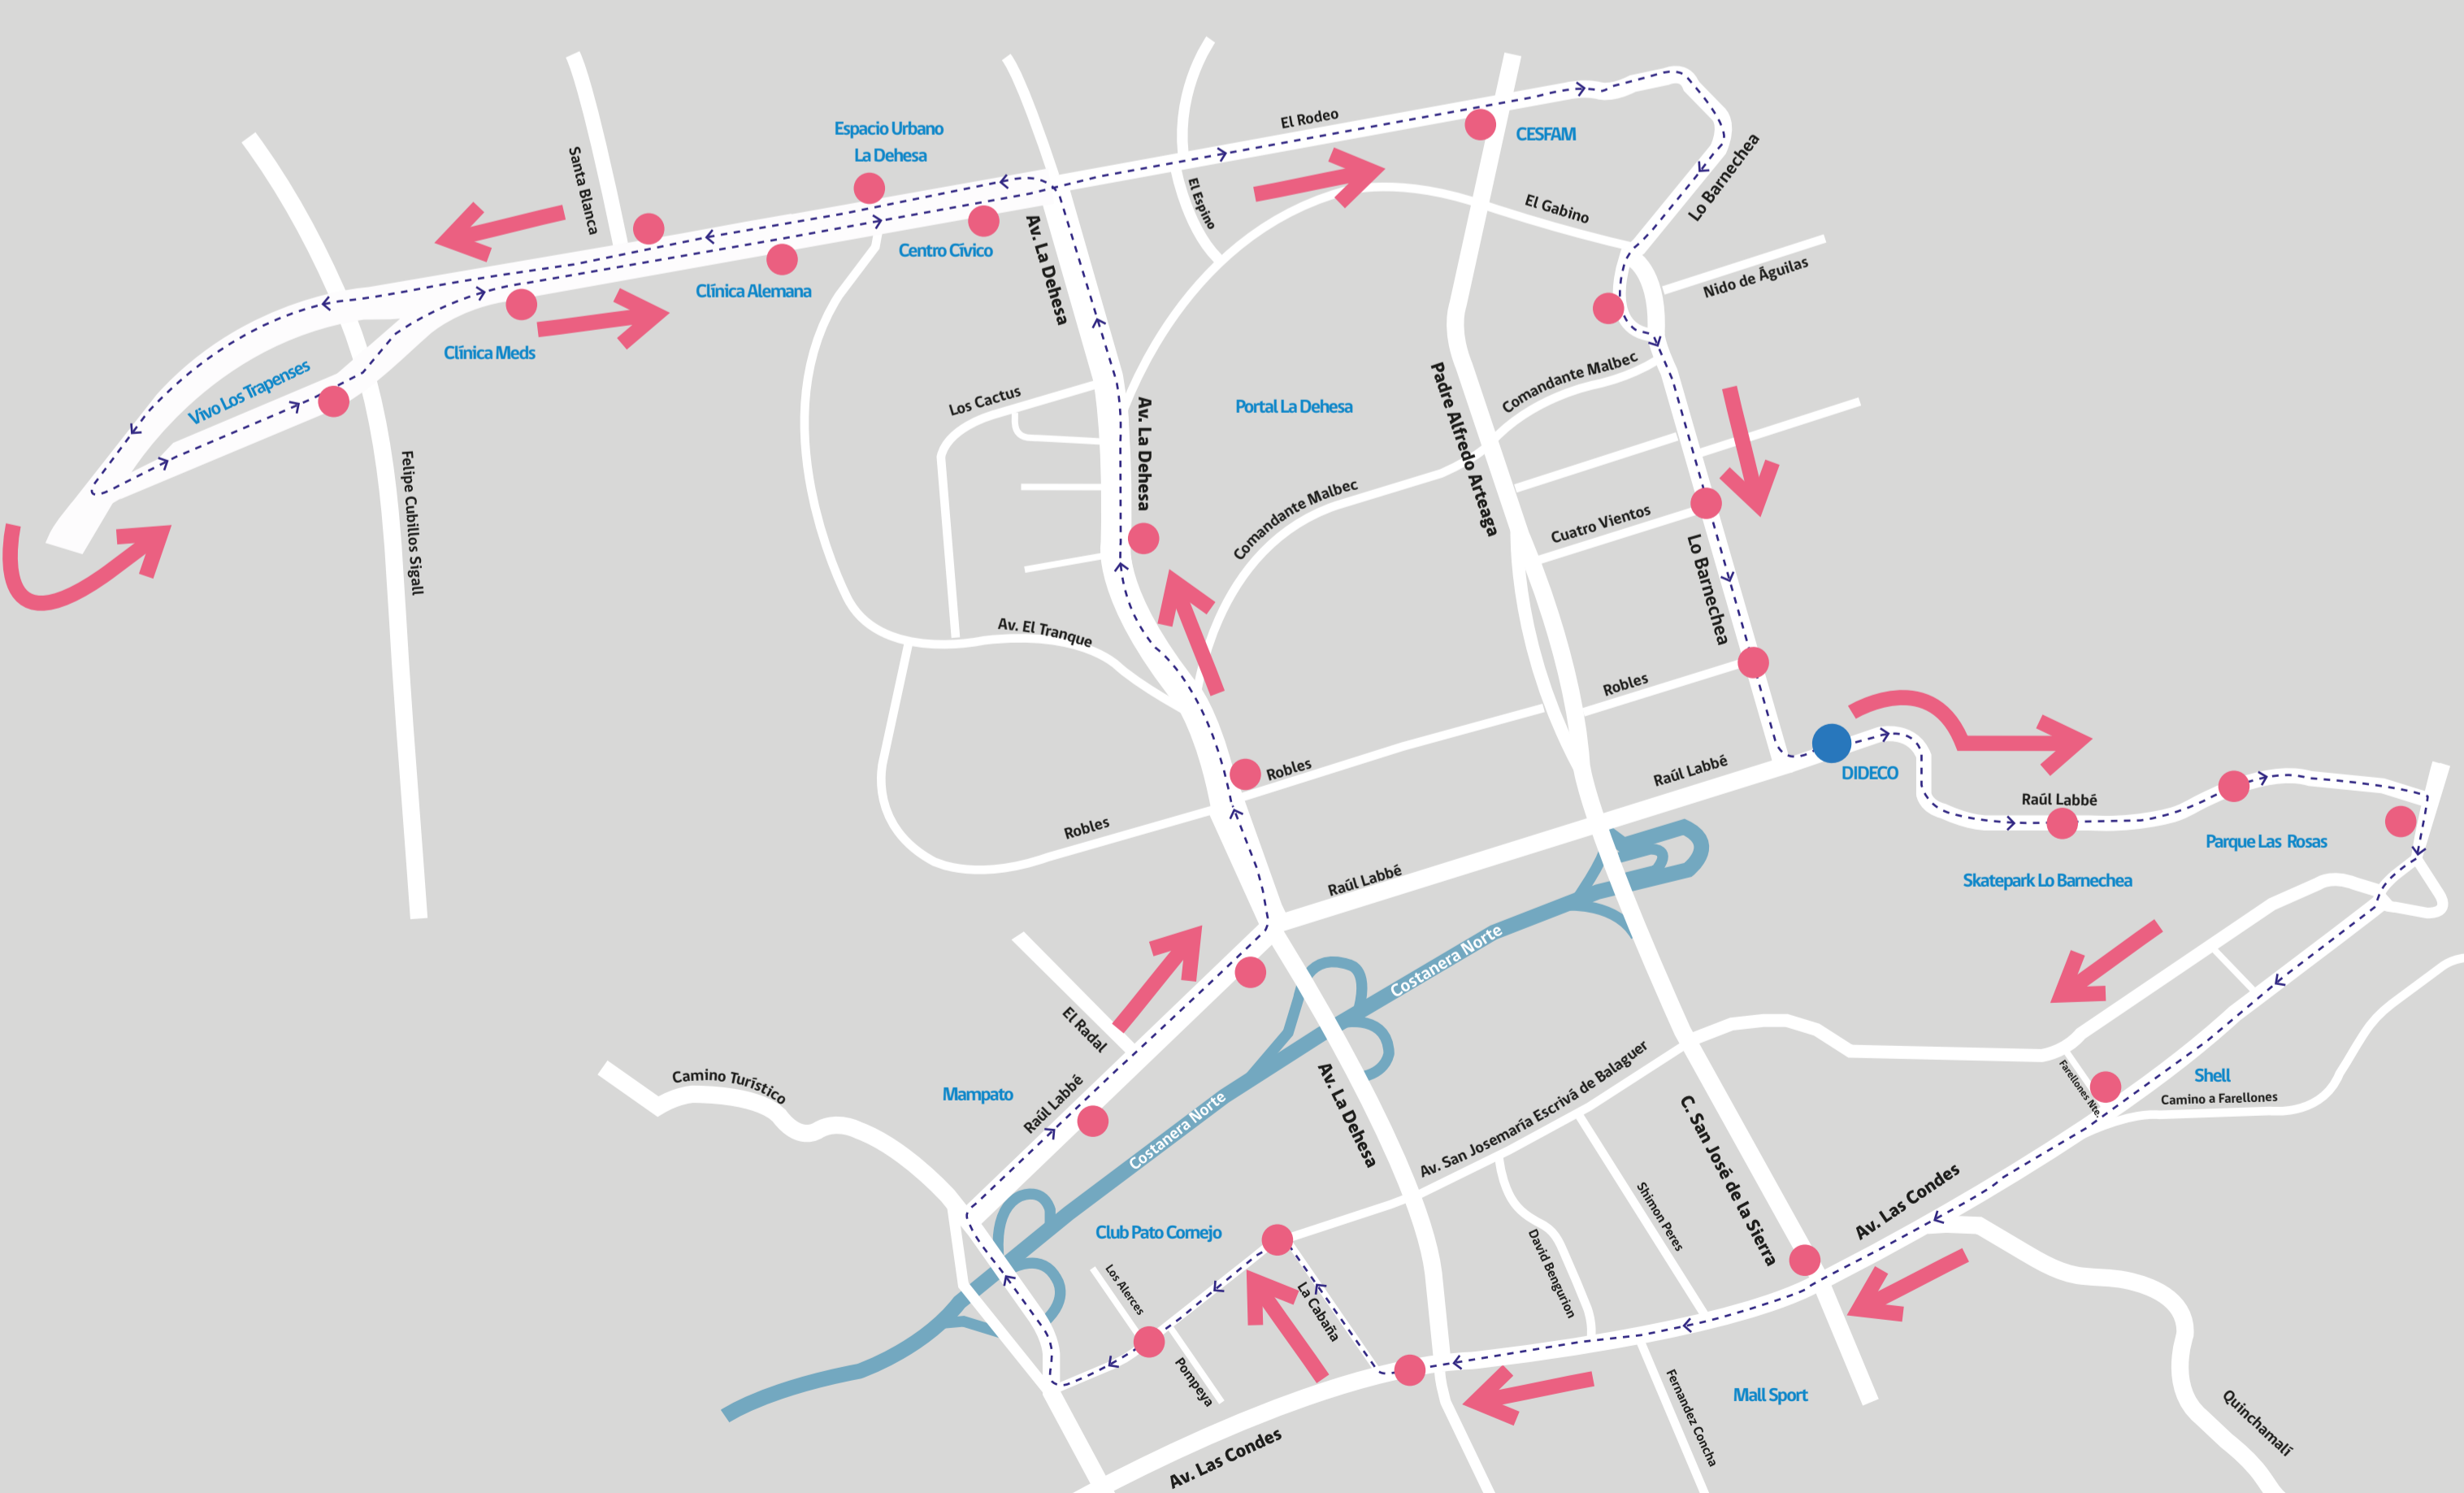 Espacio Urbano
La Dehesa
El Rodeo
CESFAM
Lo Barnechea
Santa Blanca
El Espino
El Gabino
Centro Cívico
Av. La Dehesa
Clínica Alemana
Nido de Águilas
Clínica Meds
Vivo Los Trapenses
Comandante Malbec
Los Cactus
Portal La Dehesa
Padre Alfredo Arteaga
Av. La Dehesa
Felipe Cubillos Sigall
Comandante Malbec
Cuatro Vientos
Lo Barnechea
Av. El Tranque
Robles
Robles
Raúl Labbé
DIDECO
Raúl Labbé
Robles
Parque Las Rosas
Raúl Labbé
Skatepark Lo Barnechea
Costanera Norte
El Radal
Camino Turístico
Mampato
Raúl Labbé
Costanera Norte
Av. La Dehesa
Av. San Josemaría Escrivá de Balaguer
Farellones Nte.
Shell
Camino a Farellones
C. San José de la Sierra
Av. Las Condes
Shimon Peres
Club Pato Cornejo
Los Alerces
La Cabaña
David Bengurion
Pompeya
Fernandez Concha
Mall Sport
Quinchamalí
Av. Las Condes